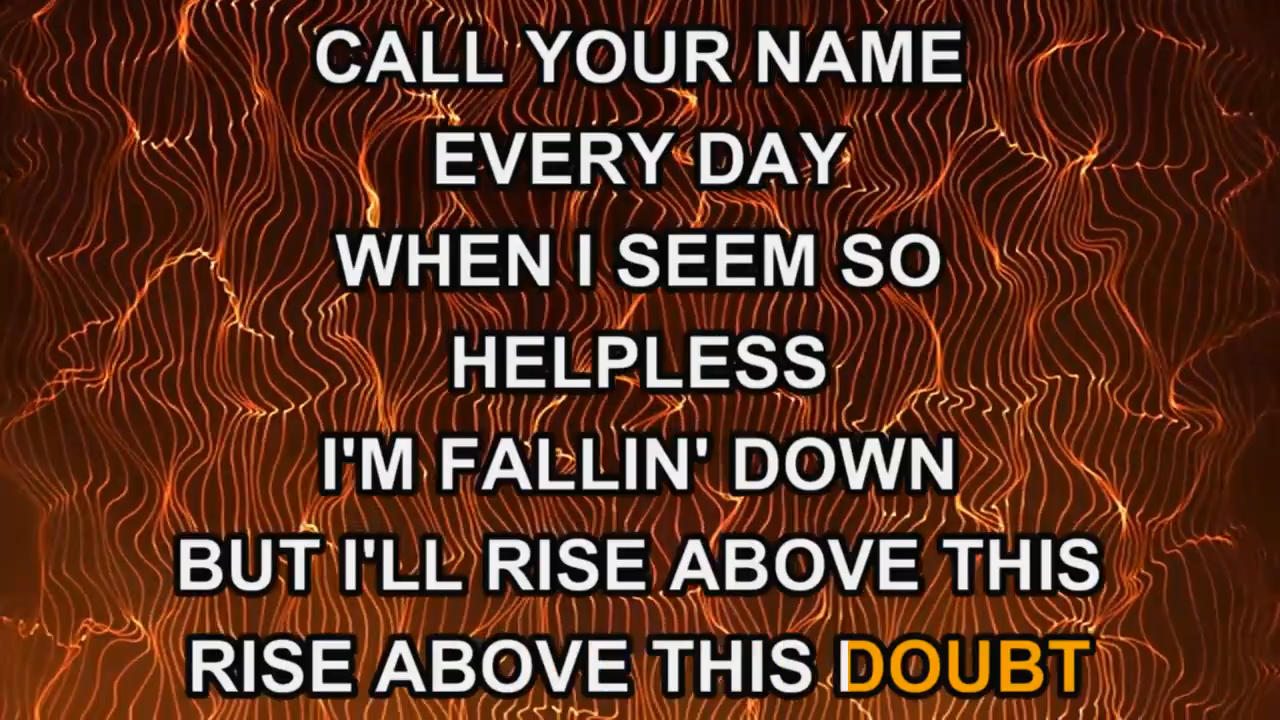 CALL YOUR NAME
EVERY DAY
WHEN I SEEM SO
HELPLESS
I'M FALLIN' DOWN
BUT I'LL RISE ABOVE THIS
RISE ABOVE THIS DOUBT